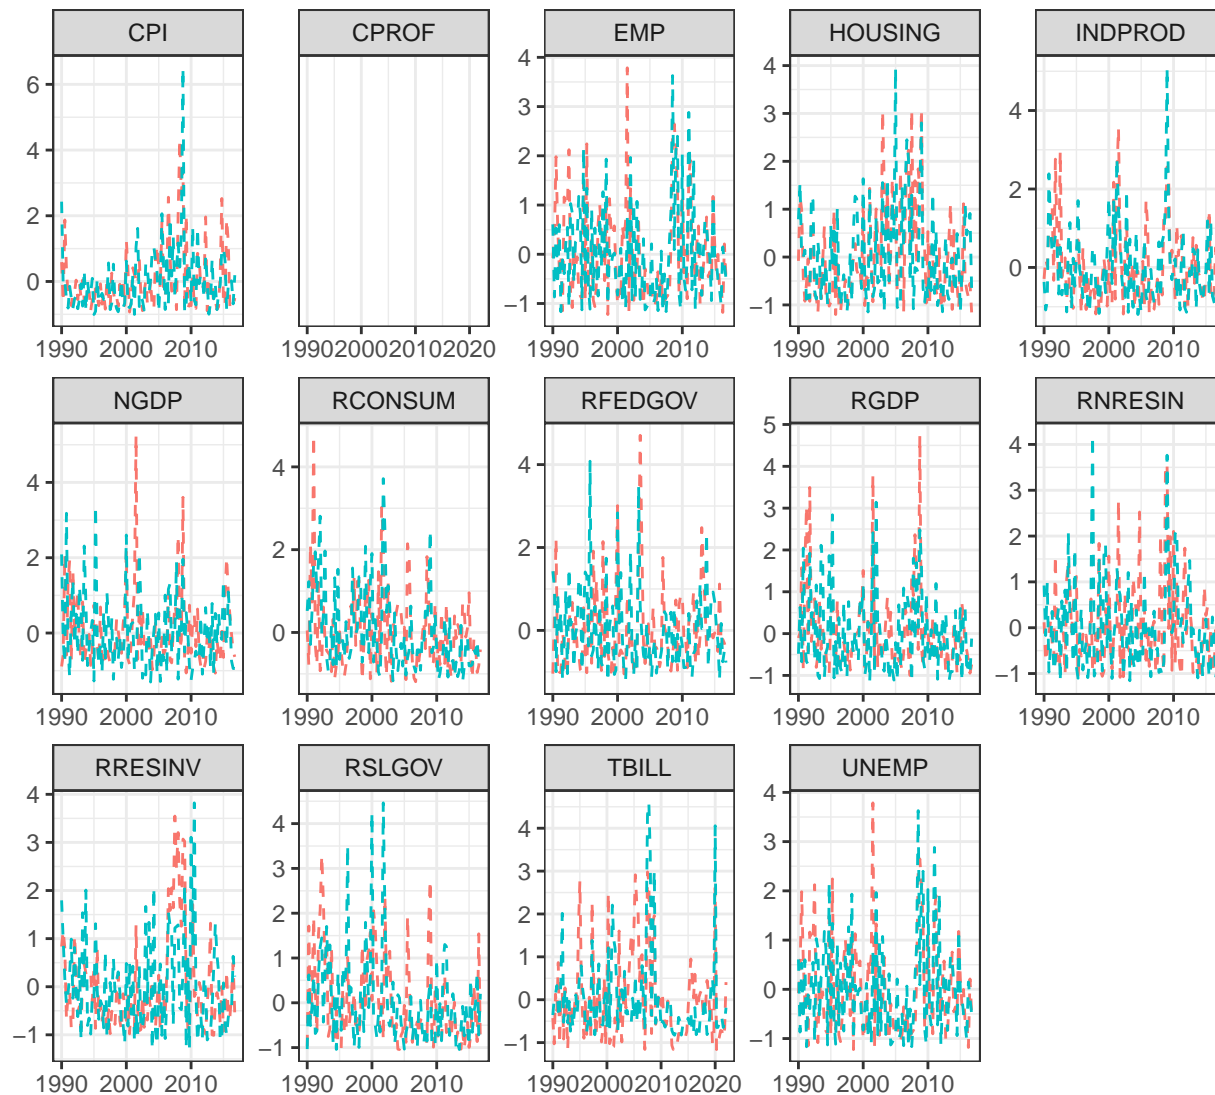 CPI CPROF EMP HOUSING INDPROD
6 4 2 0
4 3 2 1 0 −1
4 3 2 1 0 −1
4 2 0
1990 2000 2010 1990 2000 2010 2020 1990 2000 2010 1990 2000 2010 1990 2000 2010
NGDP RCONSUM RFEDGOV RGDP RNRESIN
4 2 0
4 2 0
4 2 0
5 4 3 2 1 0 −1
4 3 2 1 0 −1
1990 2000 2010 1990 2000 2010 1990 2000 2010 1990 2000 2010 1990 2000 2010
RRESINV RSLGOV TBILL UNEMP
4 3 2 1 0 −1
4 3 2 1 0 −1
4 3 2 1 0 −1
4 3 2 1 0 −1
1990 2000 2010 1990 2000 2010 1990 2000 2010 2020 1990 2000 2010